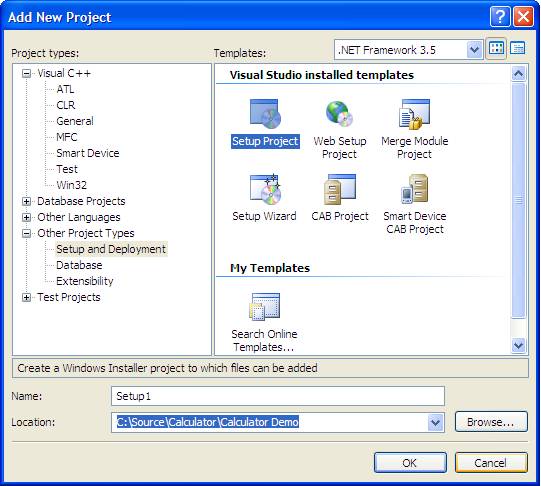 Add New Project
Project types:
Templates:
.NET Framework 3.5
Visual C++
ATL
CLR
General
MFC
Smart Device
Test
Win32
Database Projects
Other Languages
Other Project Types
Setup and Deployment
Database
Extensibility
Test Projects
Visual Studio installed templates
Setup Project
Web Setup
Project
Merge Module
Project
Setup Wizard
CAB Project
Smart Device
CAB Project
My Templates
Search Online
Templates...
Create a Windows Installer project to which files can be added
Name:
Setup1
Location:
C:\Source\Calculator\Calculator Demo
Browse...
OK
Cancel